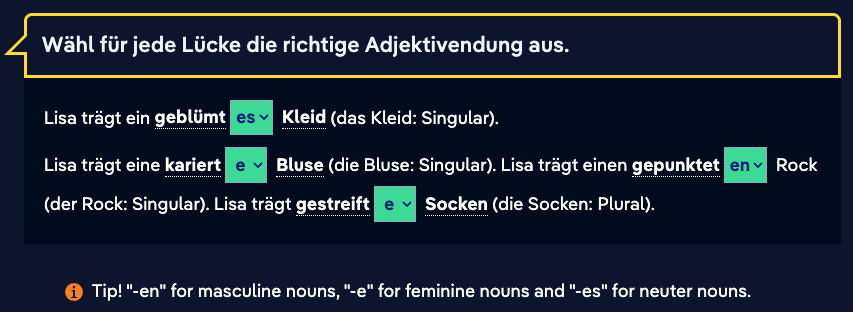 Wähl für jede Lücke die richtige Adjektivendung aus.
Lisa trägt ein geblümt es Kleid (das Kleid: Singular).
Lisa trägt eine kariert e Bluse (die Bluse: Singular). Lisa trägt einen gepunktet en Rock
(der Rock: Singular). Lisa trägt gestreift e Socken (die Socken: Plural).
Tip! "-en" for masculine nouns, "-e" for feminine nouns and "-es" for neuter nouns.